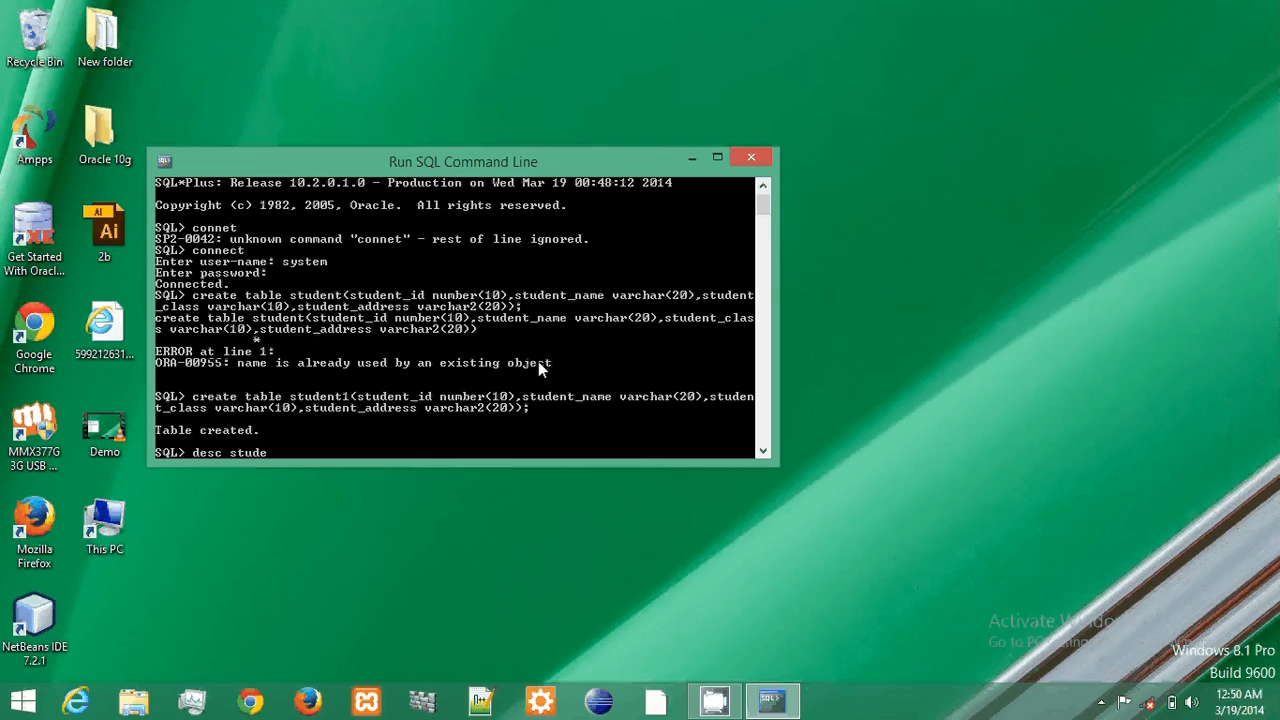 Recycle Bin
New folder
Ampps
Oracle 10g
Get Started
With Oracl...
Ai
Ai
2b
Google
Chrome
599212631...
MMX377G
3G USB ...
Demo
Mozilla
Firefox
This PC
NetBeans IDE
7.2.1
Run SQL Command Line
SQL*Plus: Release 10.2.0.1.0 - Production on Wed Mar 19 00:48:12 2014
Copyright (c) 1982, 2005, Oracle.  All rights reserved.
SQL> connet
SP2-0042: unknown command "connet" - rest of line ignored.
SQL> connect
Enter user-name: system
Enter password:
Connected.
SQL> create table student(student_id number(10),student_name varchar(20),student
_class varchar(10),student_address varchar2(20));
create table student(student_id number(10),student_name varchar(20),student_clas
s varchar(10),student_address varchar2(20))
*
ERROR at line 1:
ORA-00955: name is already used by an existing object
SQL> create table student1(student_id number(10),student_name varchar(20),studen
t_class varchar(10),student_address varchar2(20));
Table created.
SQL> desc stude
Activate Windo
Go to PC
Windows 8.1 Pro
Build 9600
12:50 AM
3/19/2014